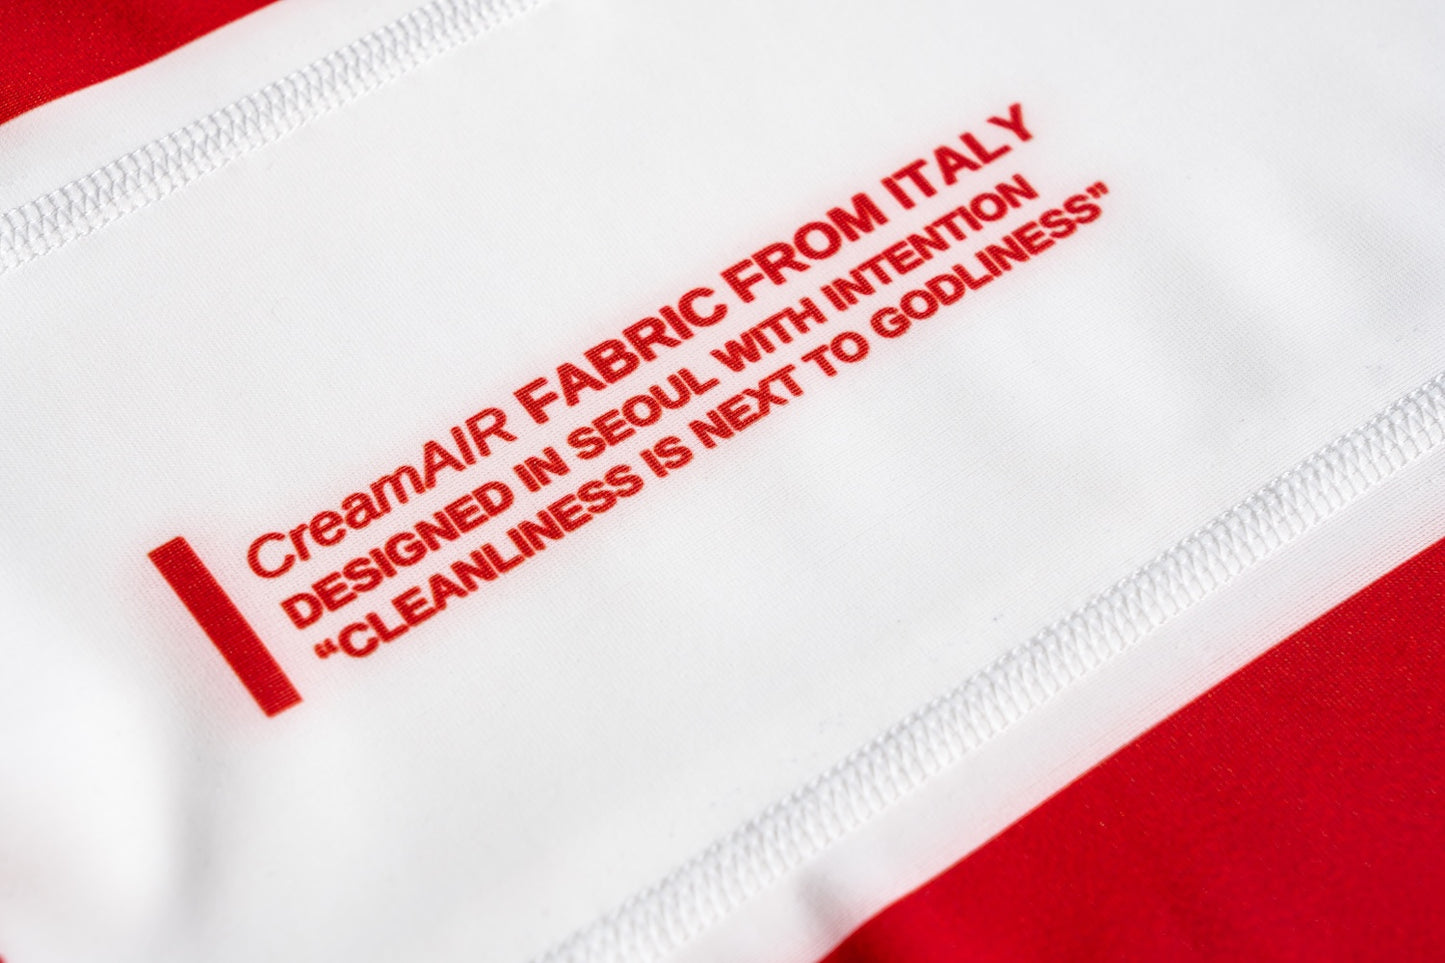 CreamAIR FABRIC FROM ITALY
DESIGNED IN SEOUL WITH INTENTION
“CLEANLINESS IS NEXT TO GODLINESS”